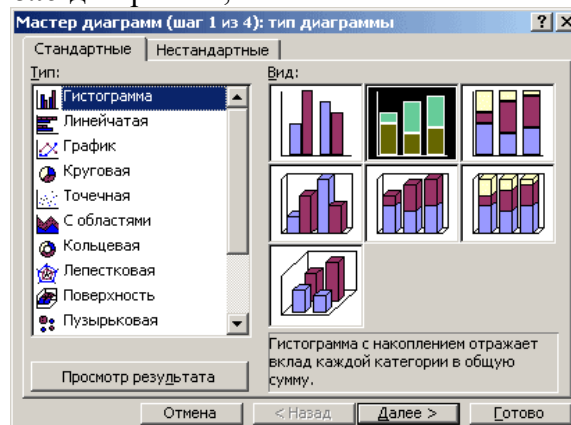 Мастер диаграмм (шаг 1 из 4): тип диаграммы
Стандартные Нестандартные
Тип:
Гистограмма
Линейчатая
График
Круговая
Точечная
С областями
Кольцевая
Лепестковая
Поверхность
Пузырьковая
Вид:
Гистограмма с накоплением отражает
вклад каждой категории в общую
сумму.
Просмотр результата
Отмена < Назад Далее > Готово